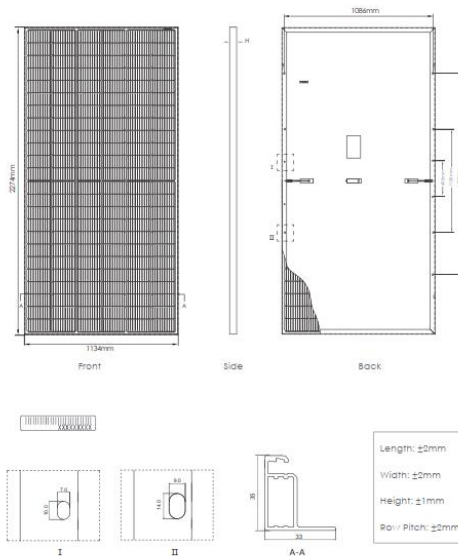 1086mm
H
2274mm
I
II
A
A
1134mm
Front
Side
Back
7.0
10.0
9.0
14.0
35
33
I
II
A-A
Length: ±2mm
Width: ±2mm
Height: ±1mm
Row Pitch: ±2mm